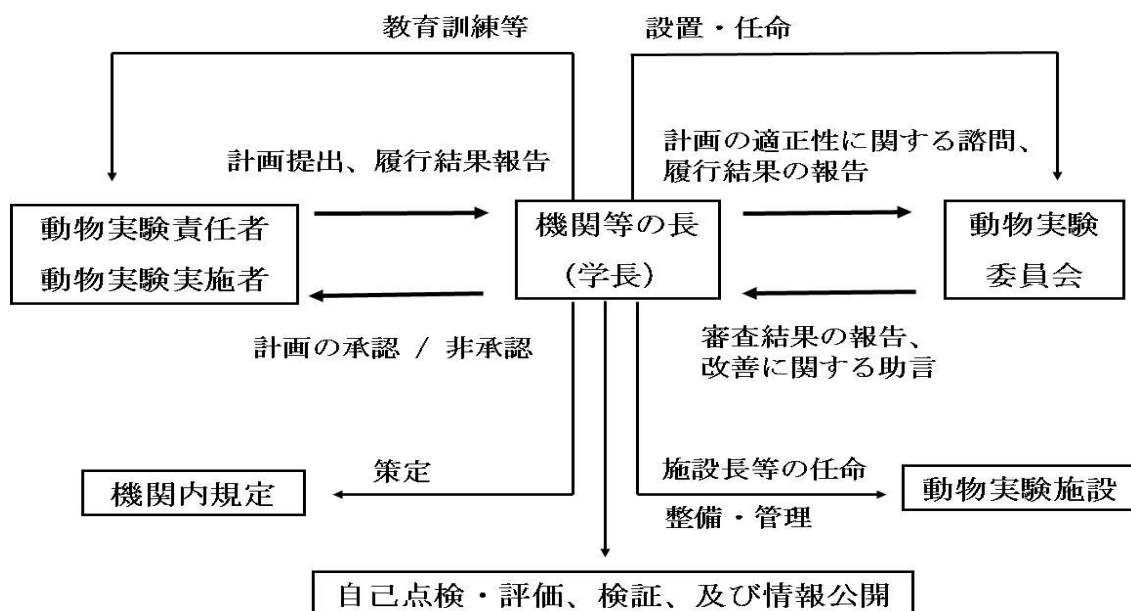 教育訓練等
設置・任命
計画提出、履行結果報告
計画の適正性に関する諮問、
履行結果の報告
動物実験責任者
動物実験実施者
機関等の長
(学長)
動物実験
委員会
計画の承認 / 非承認
審査結果の報告、
改善に関する助言
機関内規定
策定
施設長等の任命
整備・管理
動物実験施設
自己点検・評価、検証、及び情報公開